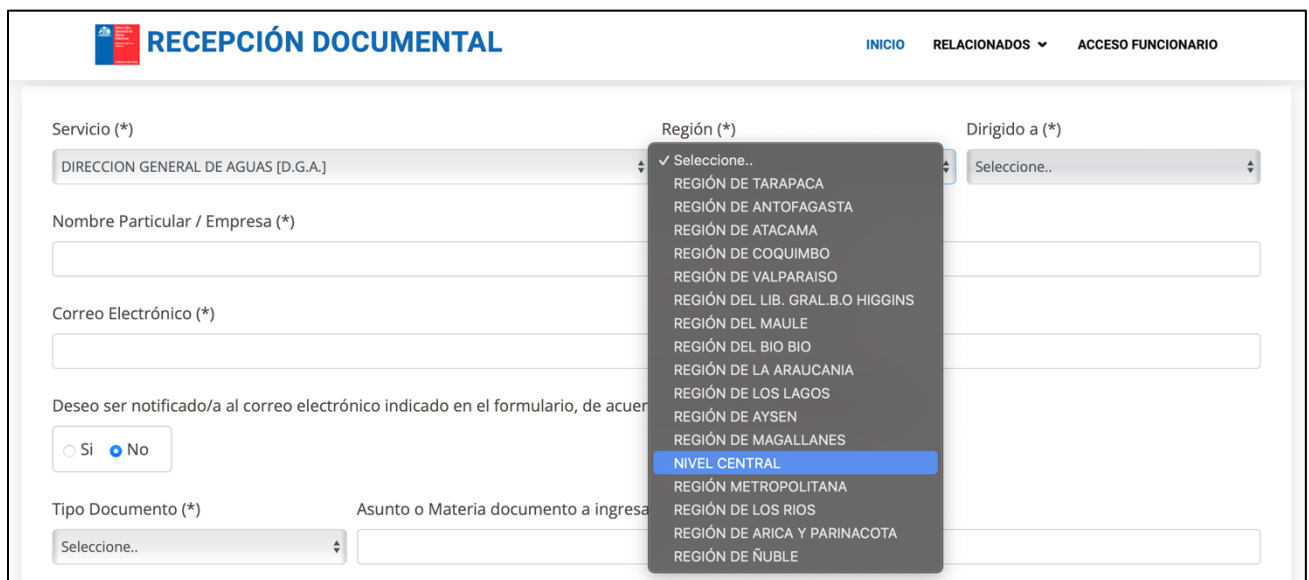 RECEPCIÓN DOCUMENTAL
INICIO RELACIONADOS ACCESO FUNCIONARIO
Servicio (*) Región (*) Dirigido a (*)
DIRECCION GENERAL DE AGUAS [D.G.A.] ✓ Seleccione.. Seleccione..
REGIÓN DE TARAPACA
REGIÓN DE ANTOFAGASTA
REGIÓN DE ATACAMA
REGIÓN DE COQUIMBO
REGIÓN DE VALPARAISO
REGIÓN DEL LIB. GRAL.B.O HIGGINS
REGIÓN DEL MAULE
REGIÓN DEL BIO BIO
REGIÓN DE LA ARAUCANIA
REGIÓN DE LOS LAGOS
REGIÓN DE AYSEN
REGIÓN DE MAGALLANES
NIVEL CENTRAL
REGIÓN METROPOLITANA
REGIÓN DE LOS RIOS
REGIÓN DE ARICA Y PARINACOTA
REGIÓN DE ÑUBLE
Nombre Particular / Empresa (*)
Correo Electrónico (*)
Deseo ser notificado/a al correo electrónico indicado en el formulario, de acuer
Si No
Tipo Documento (*) Asunto o Materia documento a ingresa
Seleccione..